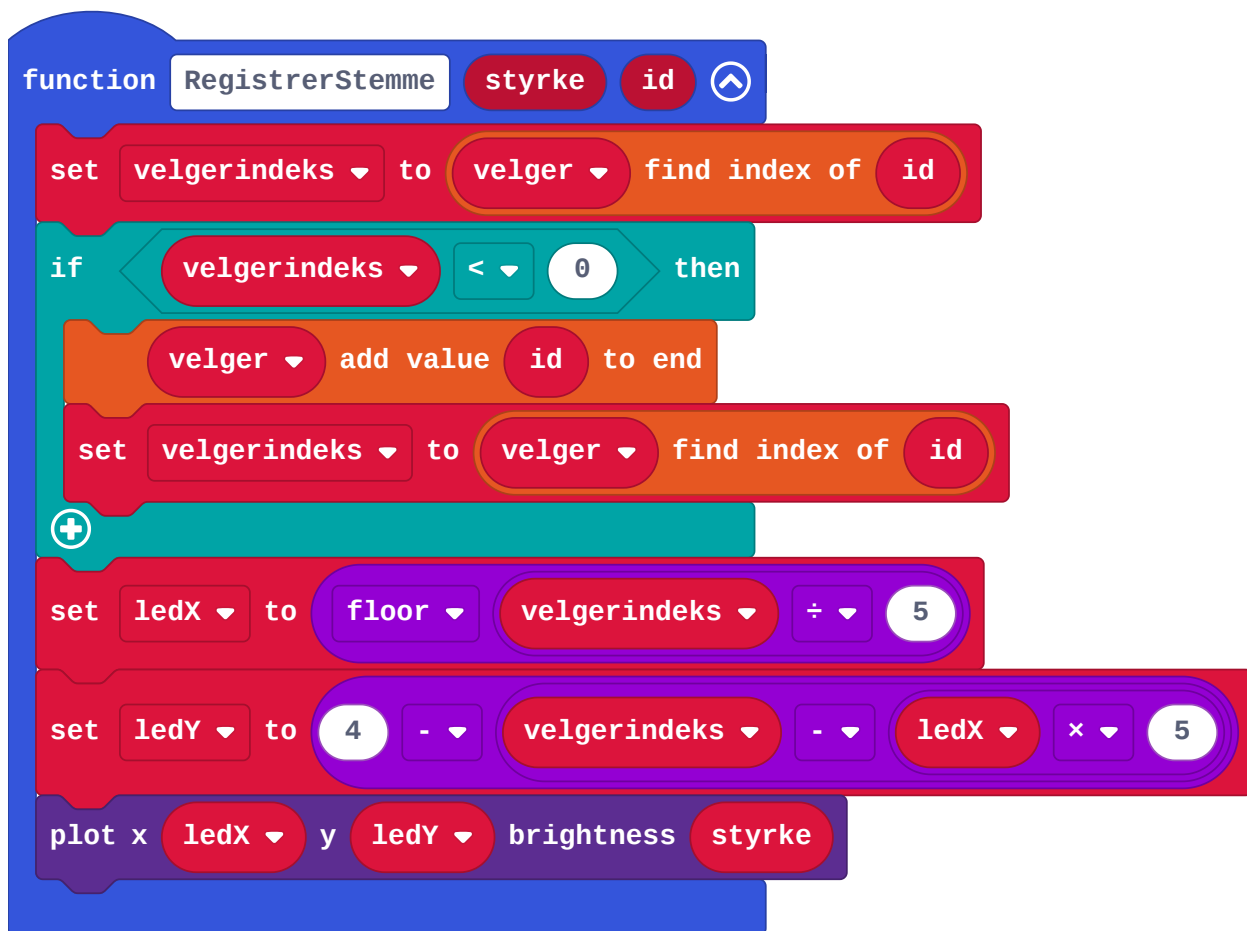 function RegistrerStemme styrke id
set velgerindeks to velger find index of id
if velgerindeks < 0 then
velger add value id to end
set velgerindeks to velger find index of id
set ledX to floor velgerindeks ÷ 5
set ledY to 4 - velgerindeks - ledX × 5
plot x ledX y ledY brightness styrke